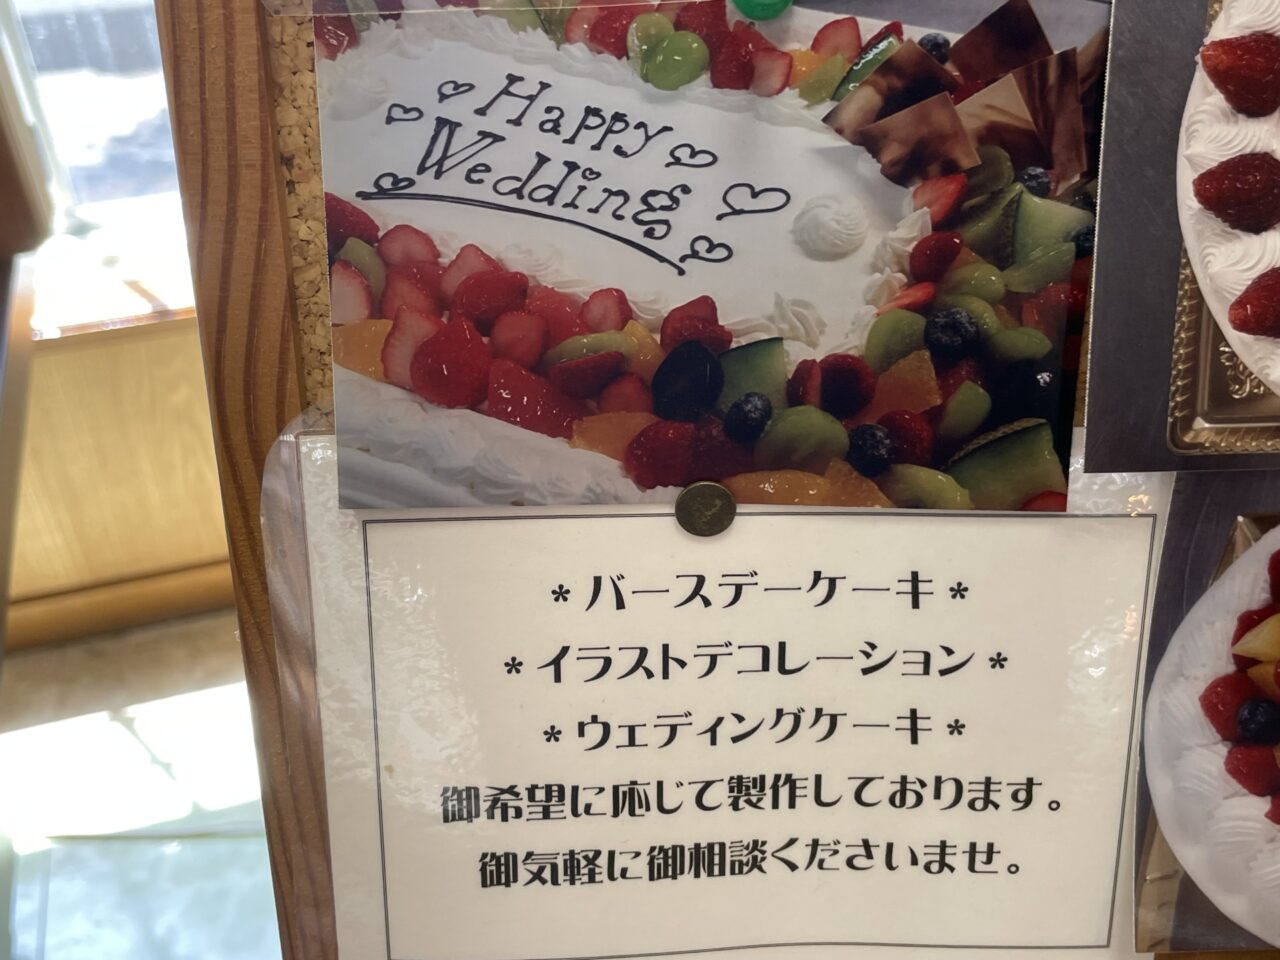 Happy
Wedding
* バースデーケーキ *
* イラストデコレーション *
* ウェディングケーキ *
御希望に応じて製作しております。
御気軽に御相談くださいませ。